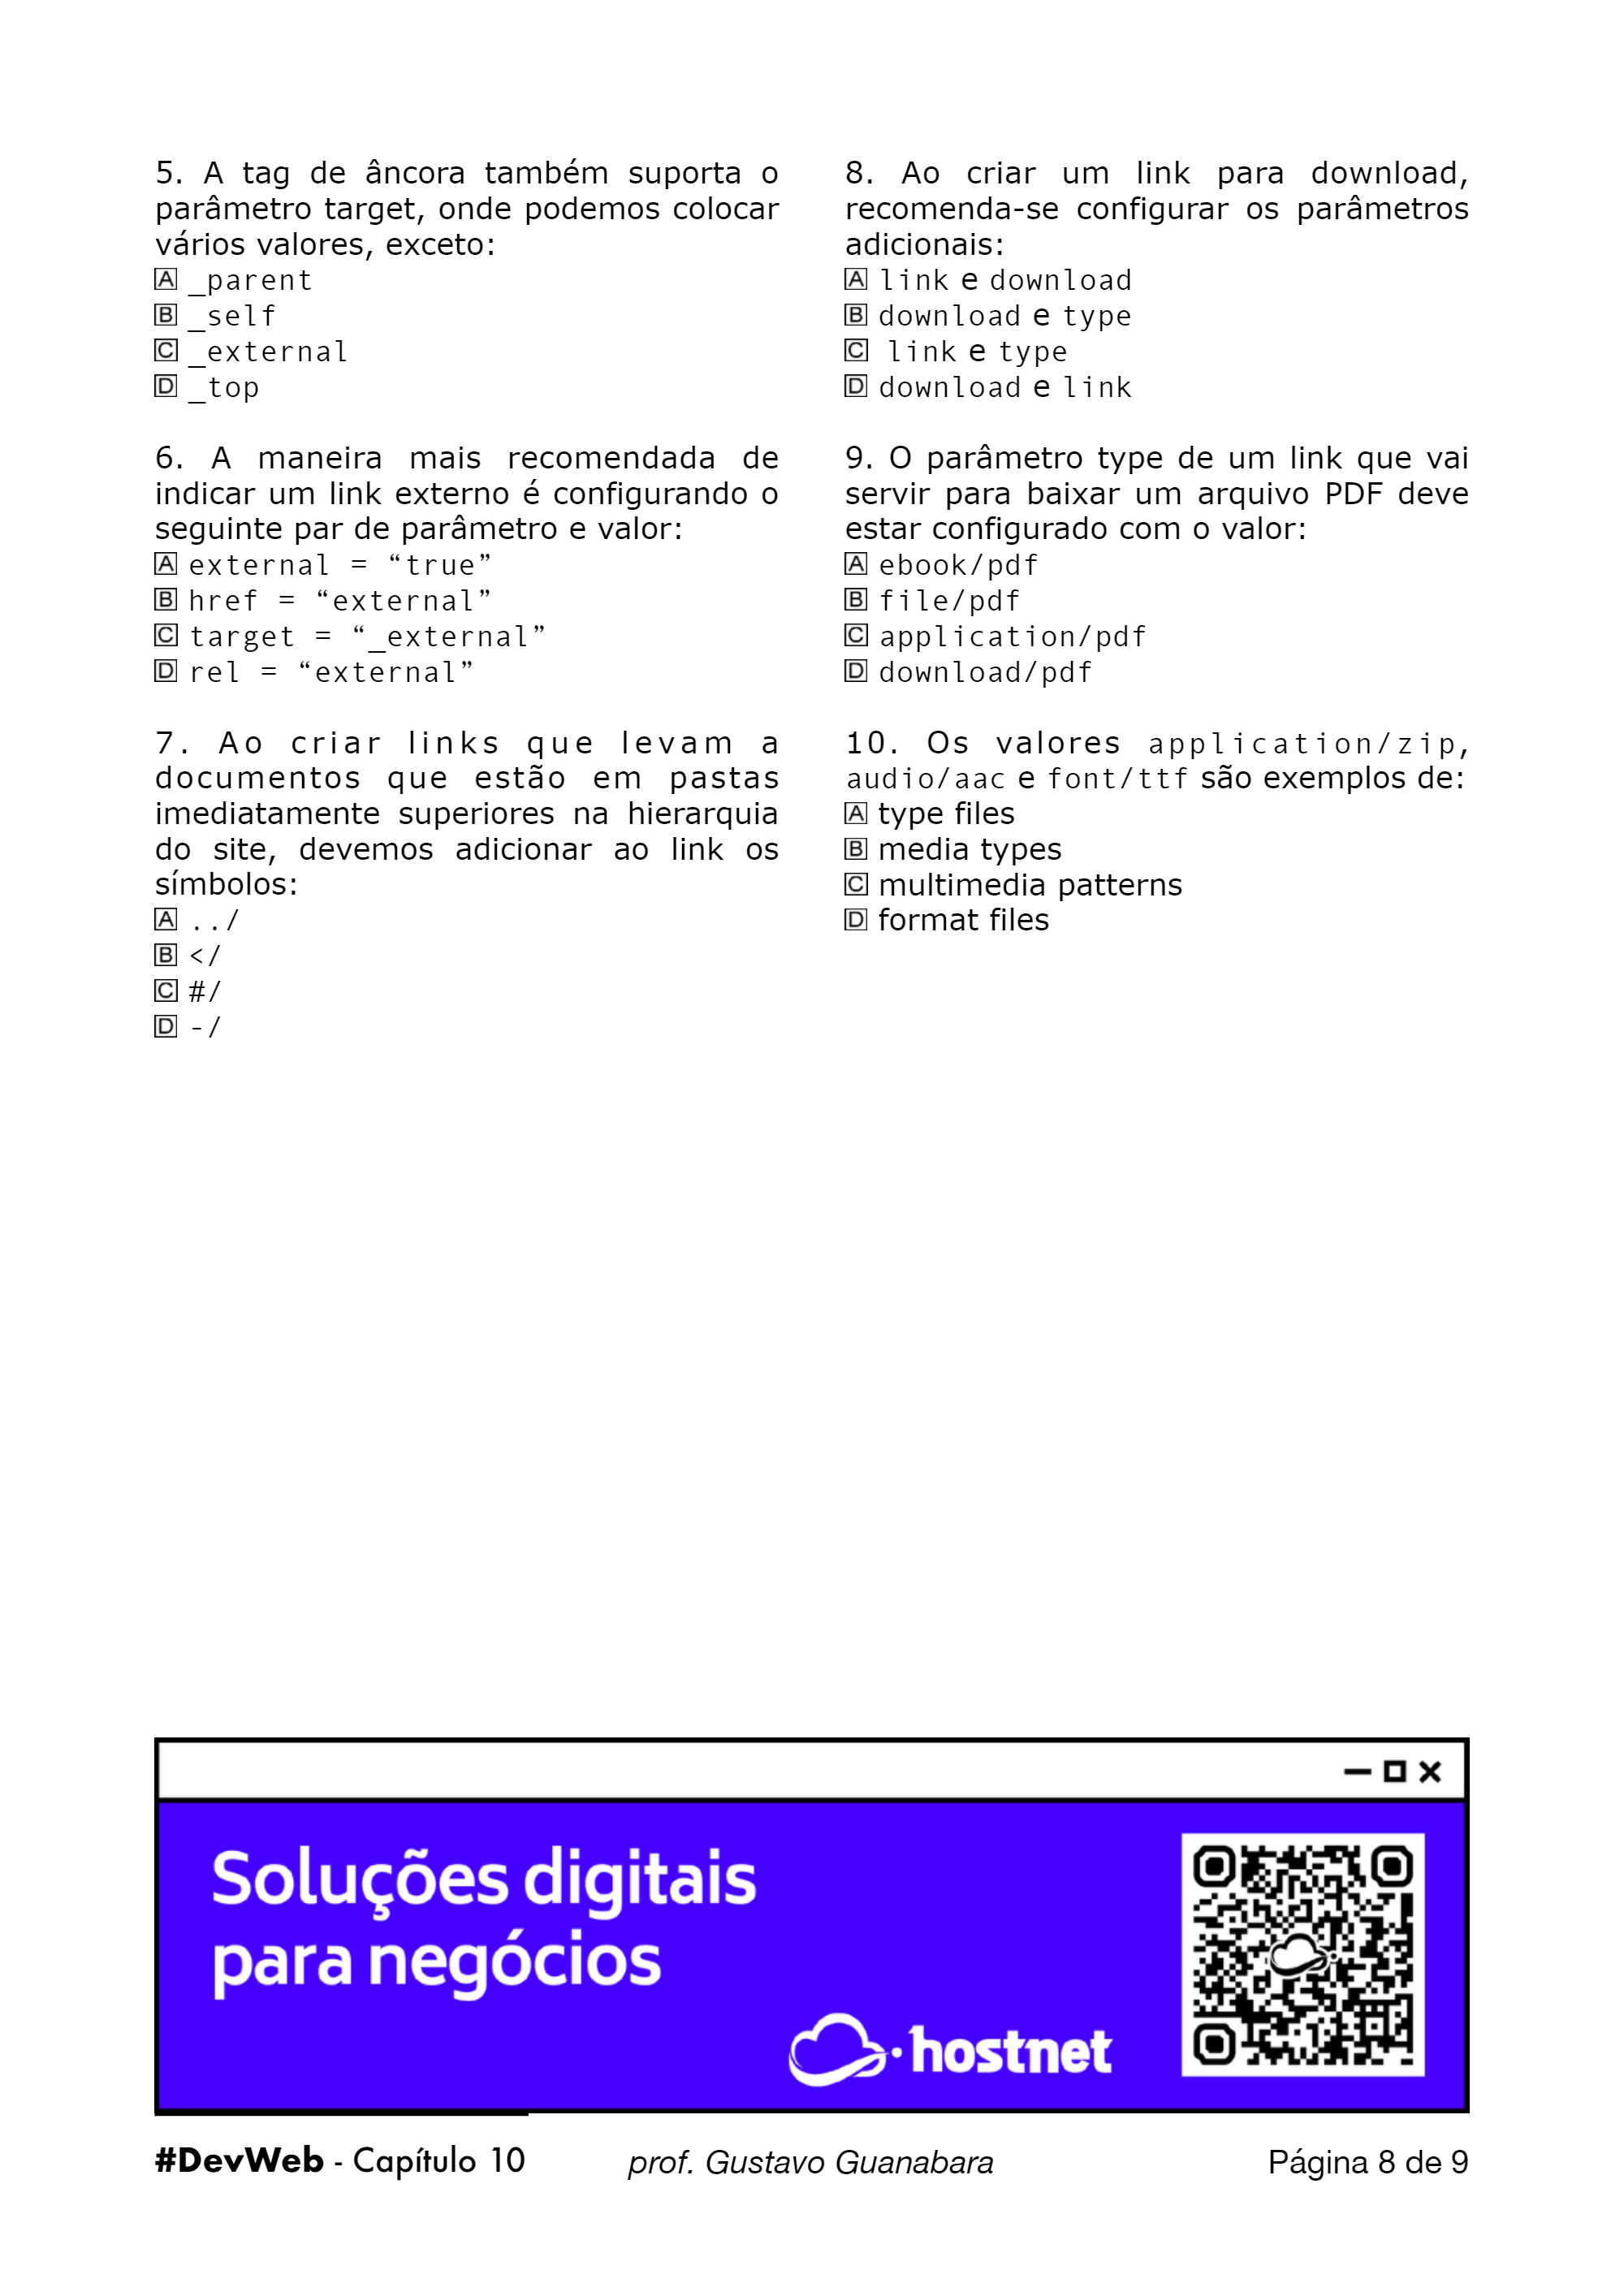 5. A tag de âncora também suporta o
parâmetro target, onde podemos colocar
vários valores, exceto:
A _parent
B _self
C _external
D _top
6. A maneira mais recomendada de
indicar um link externo é configurando o
seguinte par de parâmetro e valor:
A external = “true”
B href = “external”
C target = “_external”
D rel = “external”
7. Ao criar links que levam a
documentos que estão em pastas
imediatamente superiores na hierarquia
do site, devemos adicionar ao link os
símbolos:
A ../
B </
C #/
D -/
8. Ao criar um link para download,
recomenda-se configurar os parâmetros
adicionais:
A link e download
B download e type
C link e type
D download e link
9. O parâmetro type de um link que vai
servir para baixar um arquivo PDF deve
estar configurado com o valor:
A ebook/pdf
B file/pdf
C application/pdf
D download/pdf
10. Os valores application/zip,
audio/aac e font/ttf são exemplos de:
A type files
B media types
C multimedia patterns
D format files
Soluções digitais
para negócios
hostnet
#DevWeb - Capítulo 10 prof. Gustavo Guanabara Página 8 de 9